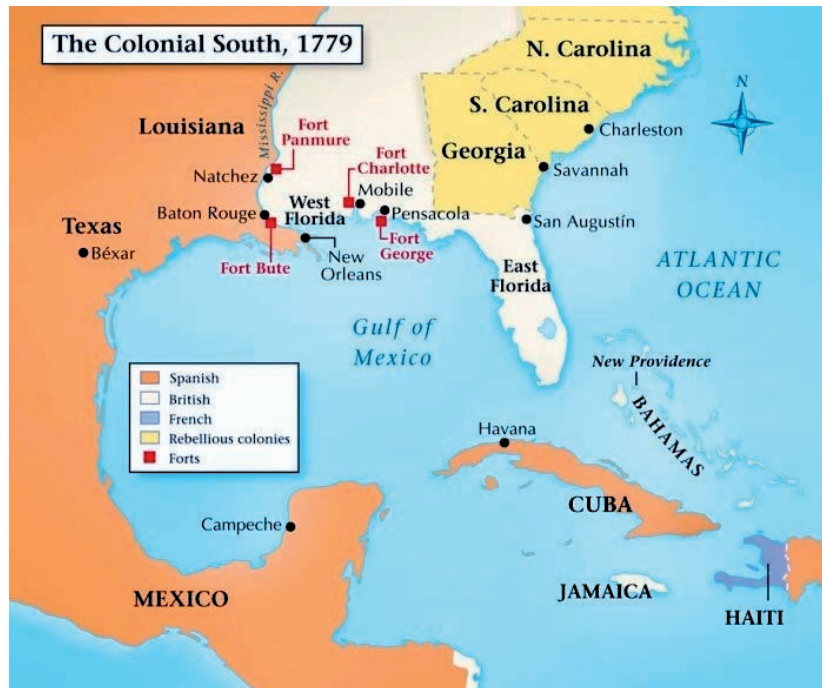 The Colonial South, 1779
N
N. Carolina
S. Carolina
Georgia
Charleston
Savannah
San Augustín
Mississippi R.
Louisiana
Fort
Panmure
Natchez
Fort
Charlotte
Mobile
West
Florida
Pensacola
Baton Rouge
Texas
Béxar
Fort Bute
New
Orleans
Fort
George
East
Florida
ATLANTIC
OCEAN
Gulf of
Mexico
New Providence
BAHAMAS
Spanish
British
French
Rebellious colonies
Forts
Havana
CUBA
Campeche
MEXICO
JAMAICA
HAITI